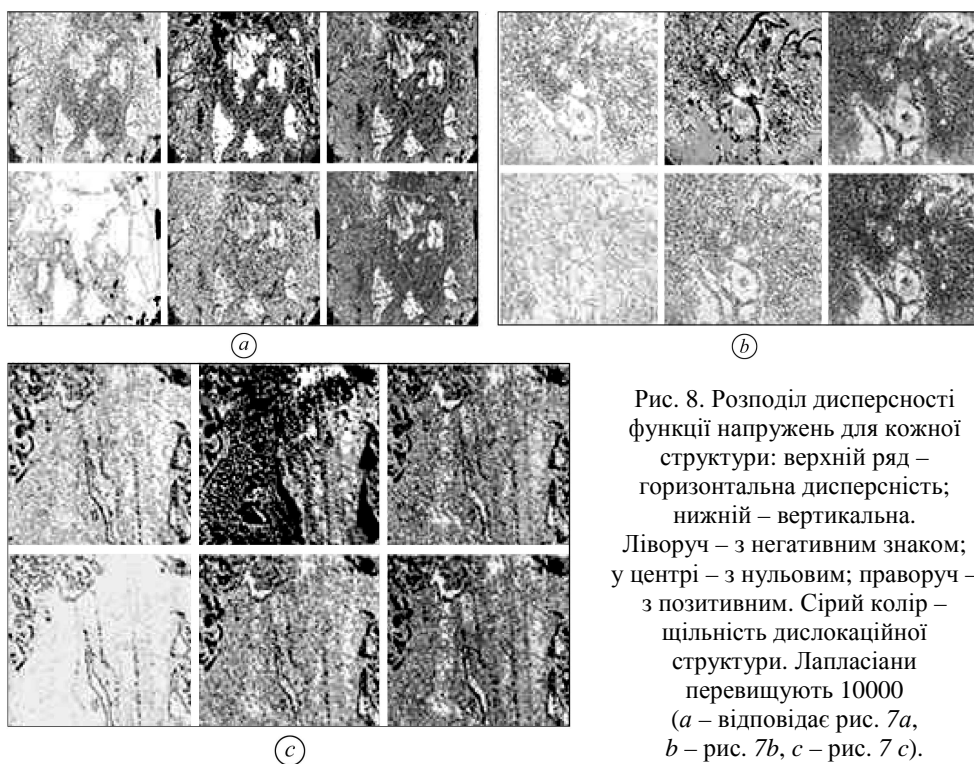 a
b
Рис. 8. Розподіл дисперсності
функції напружень для кожної
структури: верхній ряд –
горизонтальна дисперсність;
нижній – вертикальна.
Ліворуч – з негативним знаком;
у центрі – з нульовим; праворуч –
з позитивним. Сірий колір –
щільність дислокаційної
структури. Лапласіани
перевищують 10000
(a – відповідає рис. 7a,
b – рис. 7b, c – рис. 7 c).
c